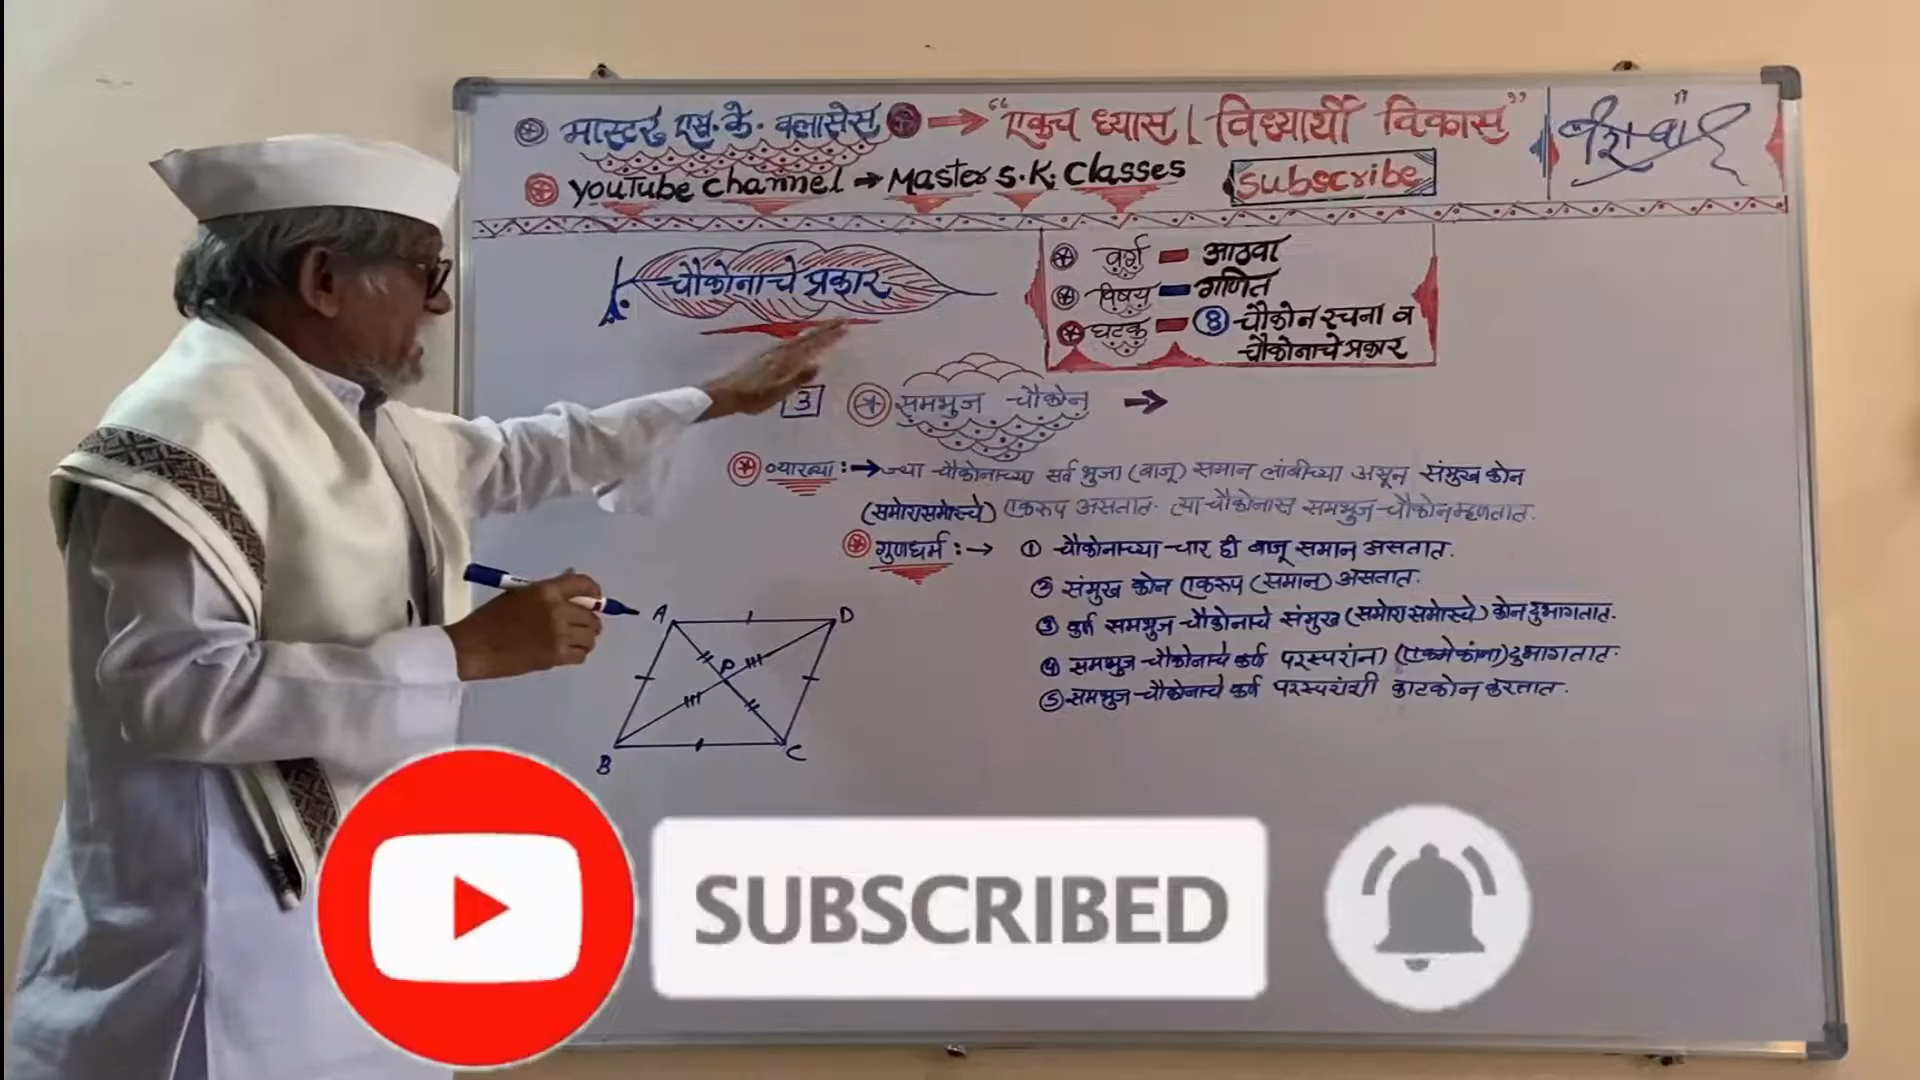 मास्टर एस. के. क्लासेस → "एकच ध्यास । विध्यार्थी विकास"
YouTube Channel → Master S. K. Classes Subscribe
चौकोनाचे प्रकार
वर्ग - आठवा
विषय - गणित
घटक - 8 चौकोन रचना व
चौकोनाचे प्रकार
3 समभुज चौकोन →
व्याख्या :→ ज्या चौकोनाच्या सर्व भुजा (बाजू) समान लांबीच्या असून संमुख कोन
(समोरासमोरचे) एकरूप असतात. त्या चौकोनास समभुज चौकोन म्हणतात.
गुणधर्म :→ ① चौकोनाच्या चार ही बाजू समान असतात.
② संमुख कोन एकरूप (समान) असतात.
③ कर्ण समभुज चौकोनाचे संमुख (समोरासमोरचे) कोन दुभागतात.
④ समभुज चौकोनाचे कर्ण परस्परांना (एकमेकांना) दुभागतात.
⑤ समभुज चौकोनाचे कर्ण परस्परांशी काटकोन करतात.
A D
P
B C
SUBSCRIBED